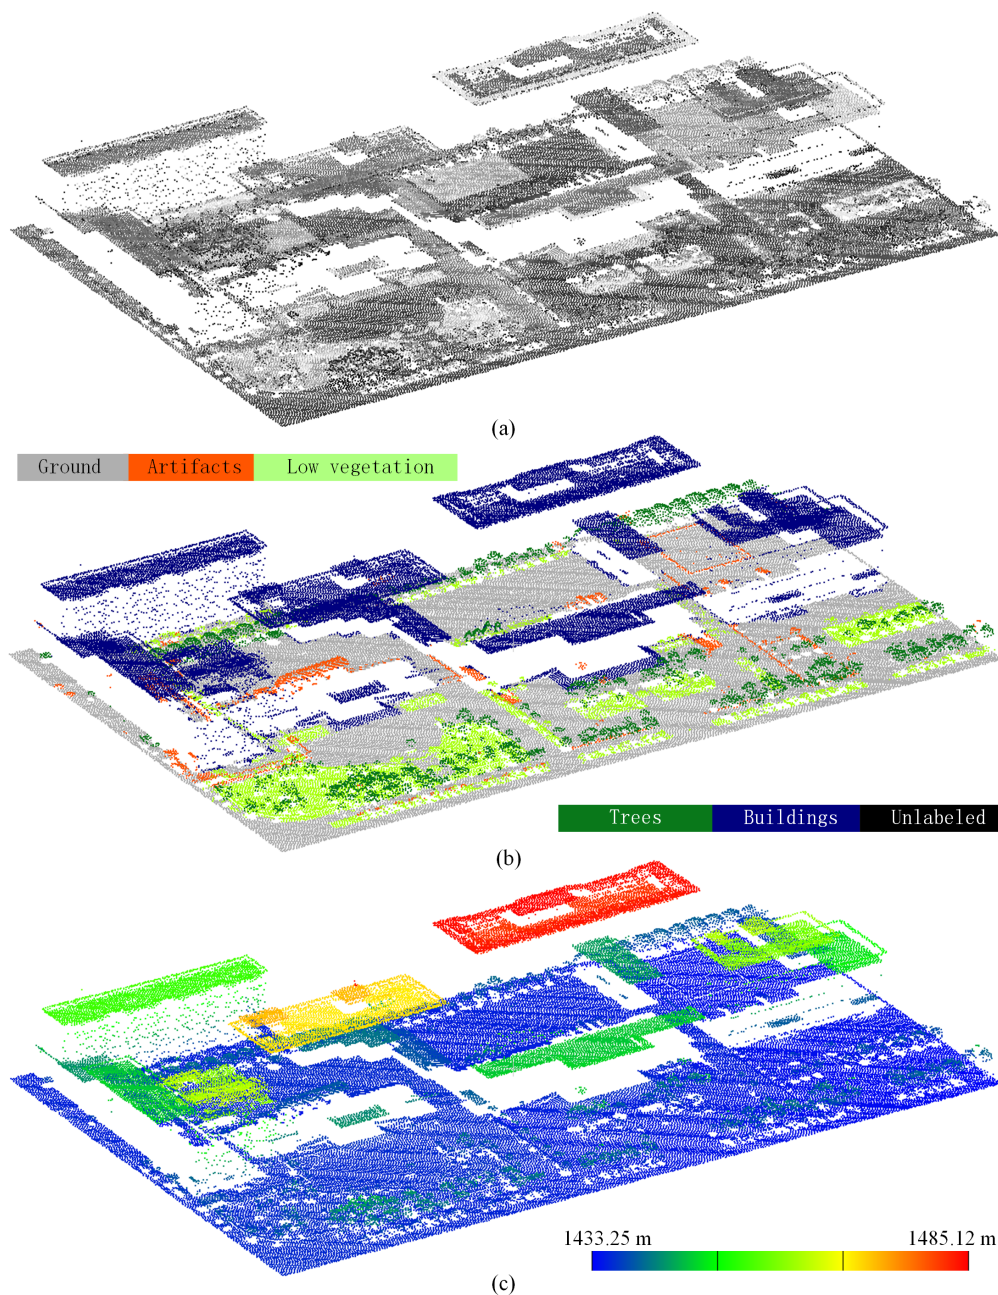 (a)
Ground Artifacts Low vegetation
Trees Buildings Unlabeled
(b)
1433.25 m 1485.12 m
(c)